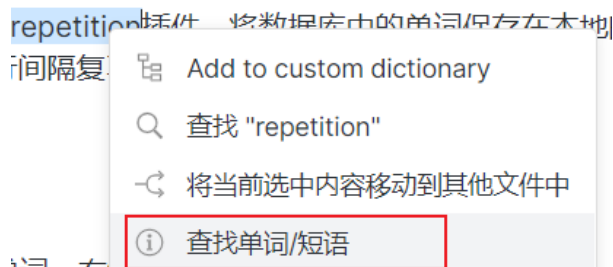 repetition插件，将数据库中的单词保存在本地
间隔复
Add to custom dictionary
查找 "repetition"
将当前选中内容移动到其他文件中
查找单词/短语